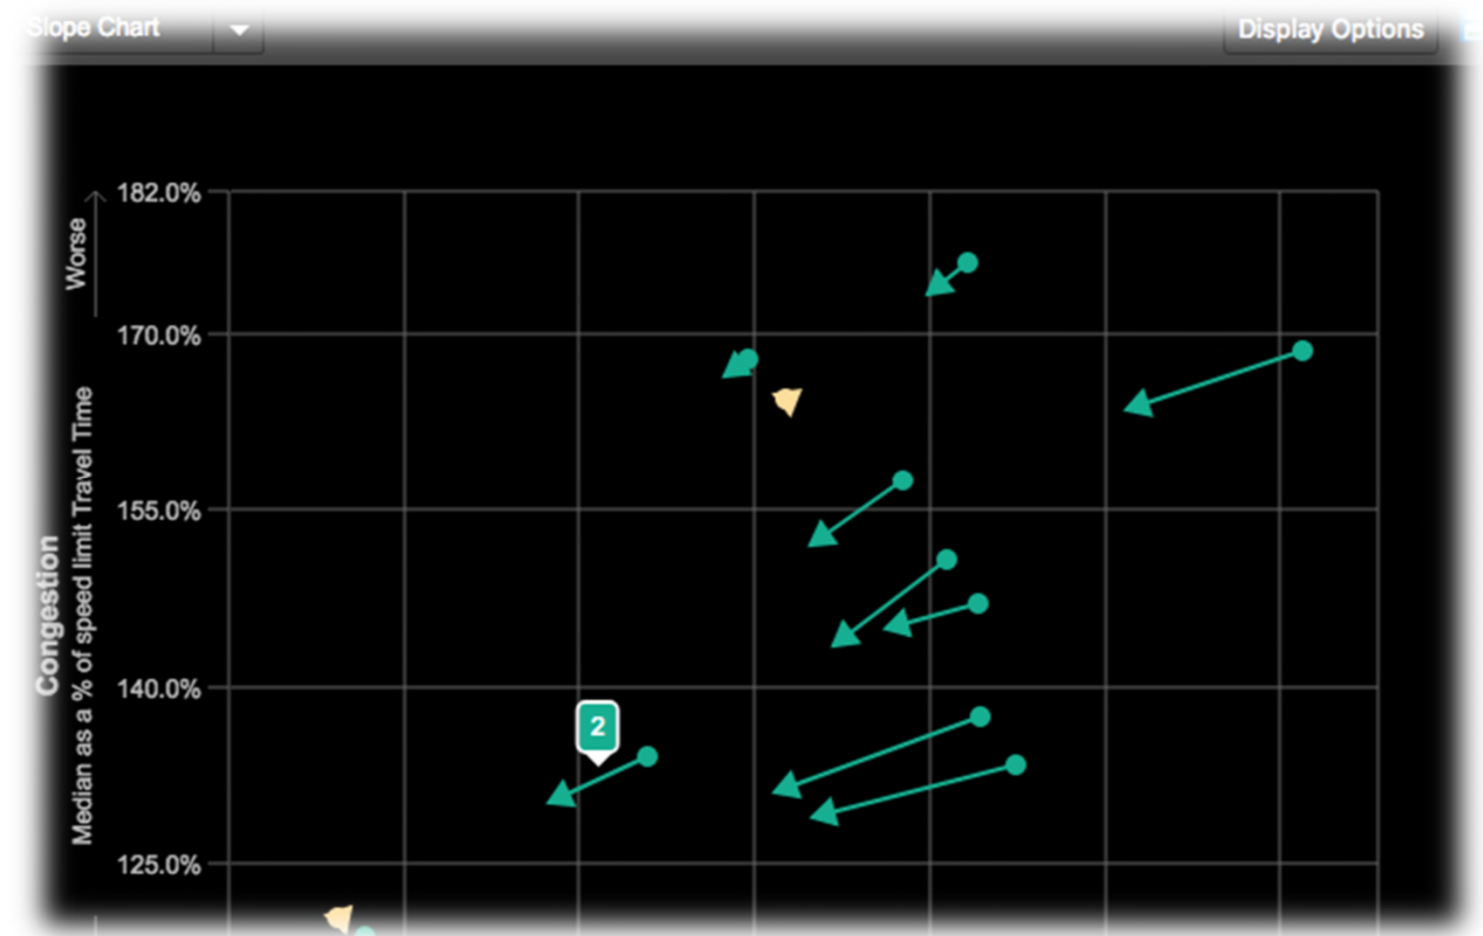 Slope Chart
Display Options
182.0%
170.0%
155.0%
140.0%
125.0%
Worse
Congestion
Median as a % of speed limit Travel Time
2